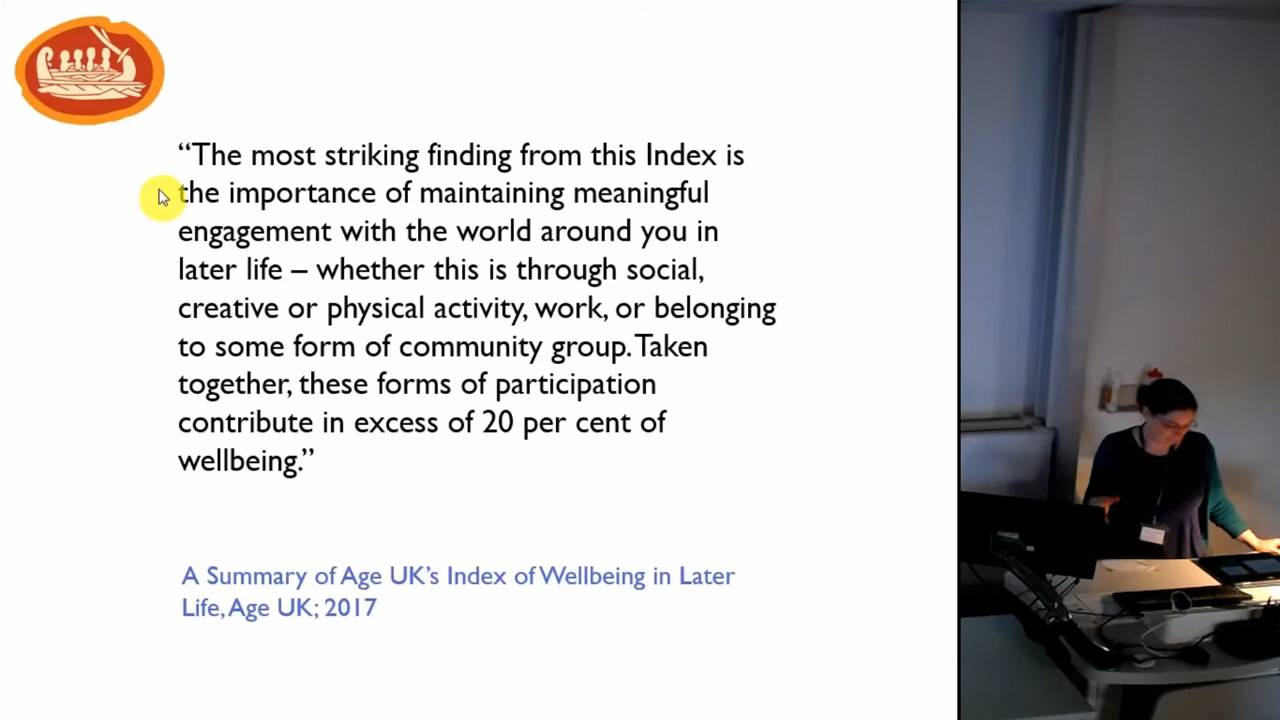 “The most striking finding from this Index is
the importance of maintaining meaningful
engagement with the world around you in
later life – whether this is through social,
creative or physical activity, work, or belonging
to some form of community group. Taken
together, these forms of participation
contribute in excess of 20 per cent of
wellbeing.”
A Summary of Age UK’s Index of Wellbeing in Later
Life, Age UK; 2017